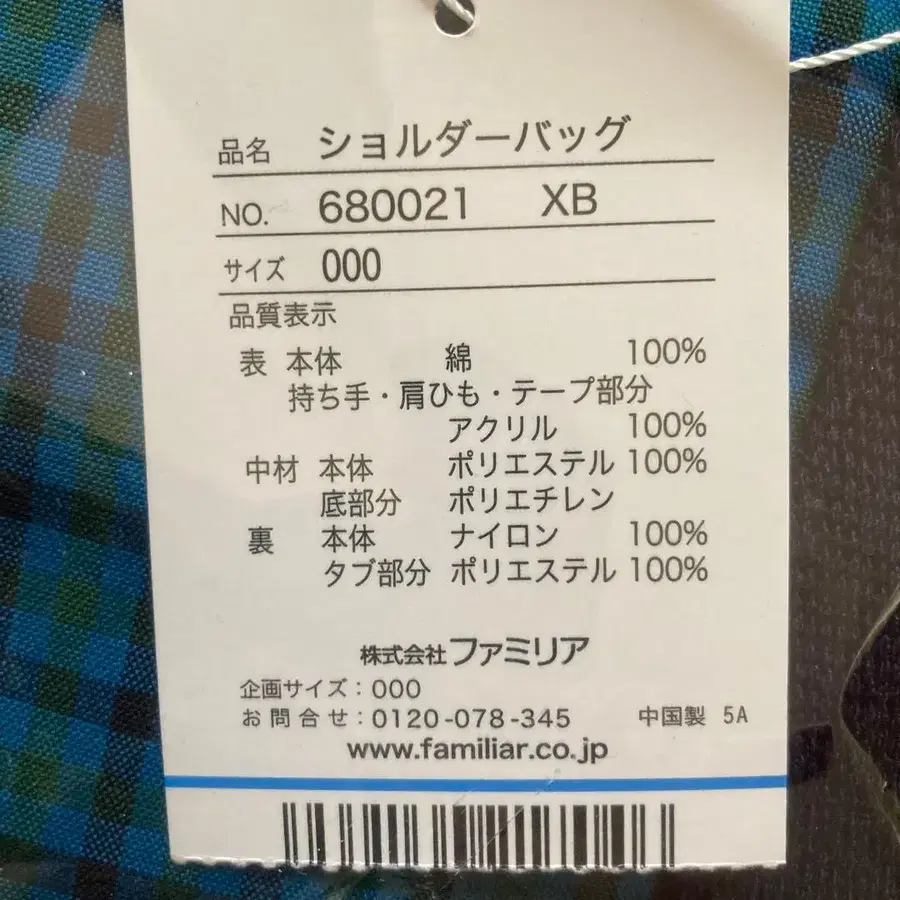 品名 ショルダーバッグ
NO. 680021 XB
サイズ 000
品質表示
表 本体 綿 100%
持ち手・肩ひも・テープ部分
アクリル 100%
中材 本体 ポリエステル 100%
底部分 ポリエチレン
裏 本体 ナイロン 100%
タブ部分 ポリエステル 100%
株式会社ファミリア
企画サイズ：000
お問合せ：0120-078-345 中国製 5A
www.familiar.co.jp